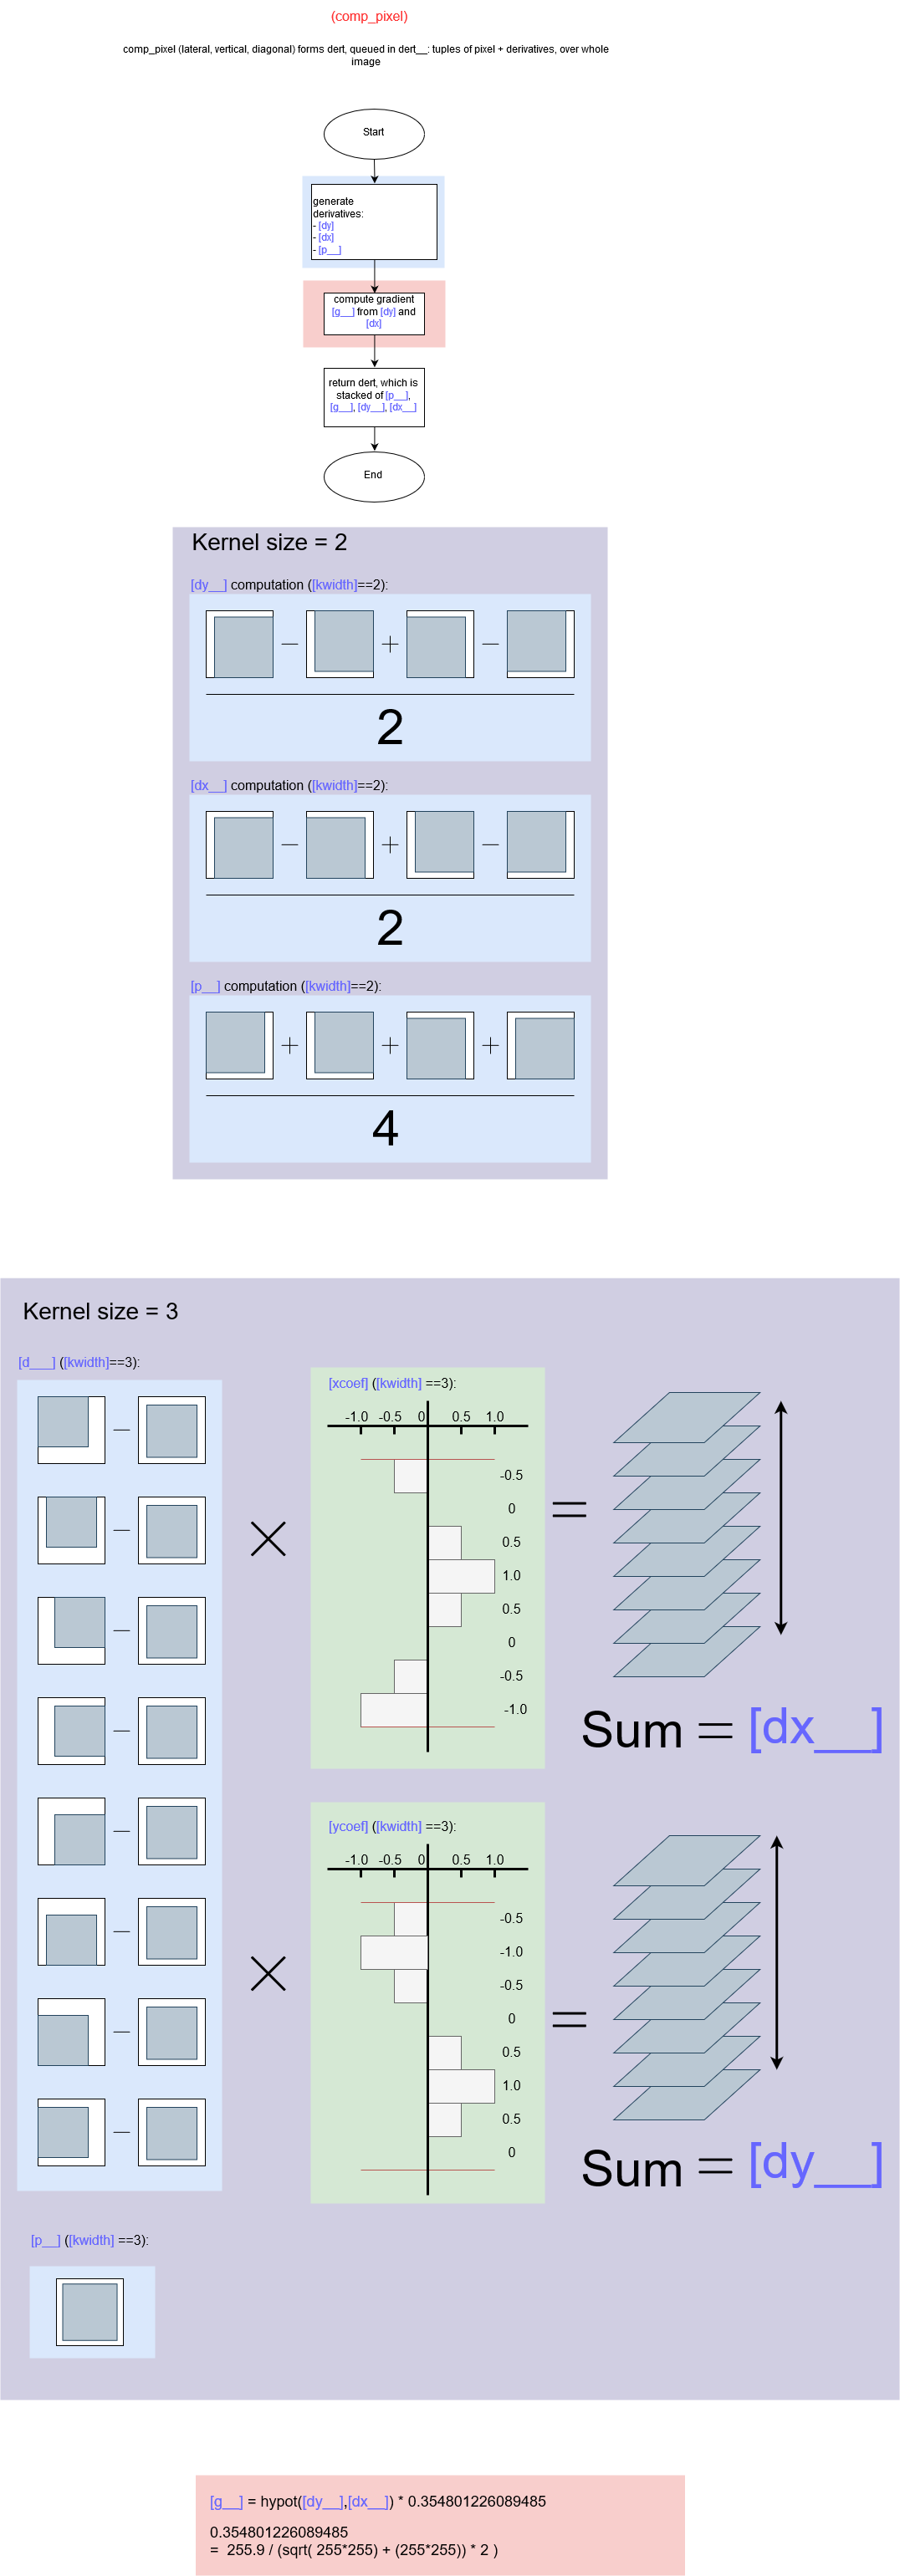 (comp_pixel)
comp_pixel (lateral, vertical, diagonal) forms dert, queued in dert__: tuples of pixel + derivatives, over whole
image
Start
generate
derivatives:
- [dy]
- [dx]
- [p__]
compute gradient
[g__] from [dy] and
[dx]
return dert, which is
stacked of [p__],
[g__], [dy__], [dx__]
End
Kernel size = 2
[dy__] computation ([kwidth]==2):
2
[dx__] computation ([kwidth]==2):
2
[p__] computation ([kwidth]==2):
4
Kernel size = 3
[d___] ([kwidth]==3):
[xcoef] ([kwidth] ==3):
-1.0 -0.5 0 0.5 1.0
-0.5
0
0.5
1.0
0.5
0
-0.5
-1.0
Sum = [dx__]
[ycoef] ([kwidth] ==3):
-1.0 -0.5 0 0.5 1.0
-0.5
-1.0
-0.5
0
0.5
1.0
0.5
0
Sum = [dy__]
[p__] ([kwidth] ==3):
[g__] = hypot([dy__],[dx__]) * 0.354801226089485
0.354801226089485
= 255.9 / (sqrt( 255*255) + (255*255)) * 2 )